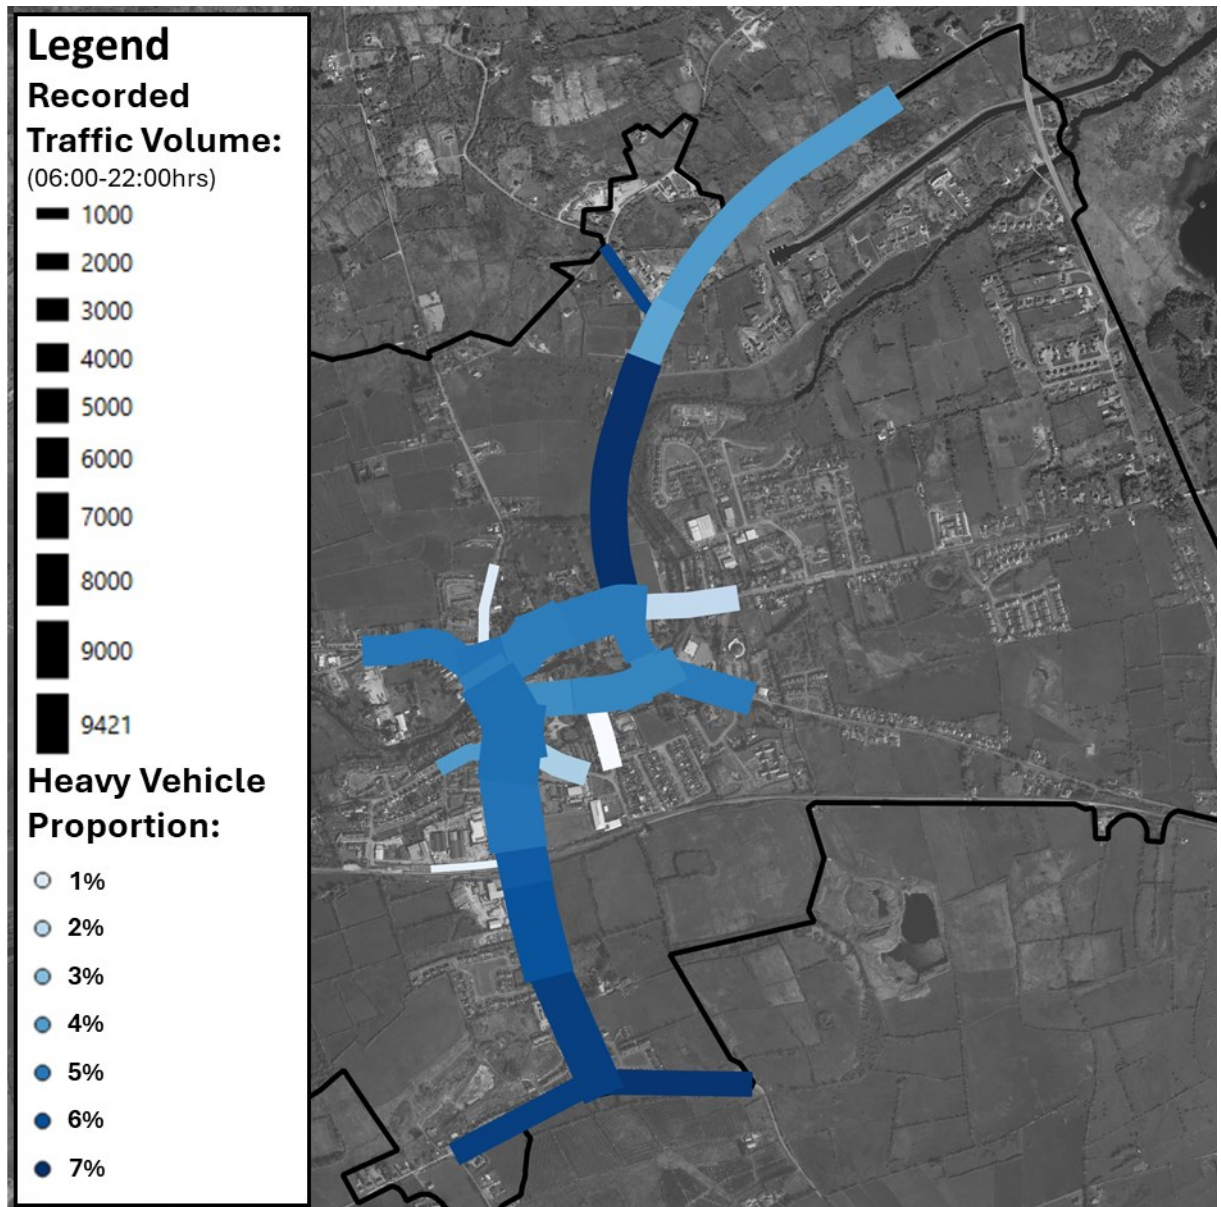 Legend
Recorded
Traffic Volume:
(06:00-22:00hrs)
1000
2000
3000
4000
5000
6000
7000
8000
9000
9421
Heavy Vehicle
Proportion:
1%
2%
3%
4%
5%
6%
7%